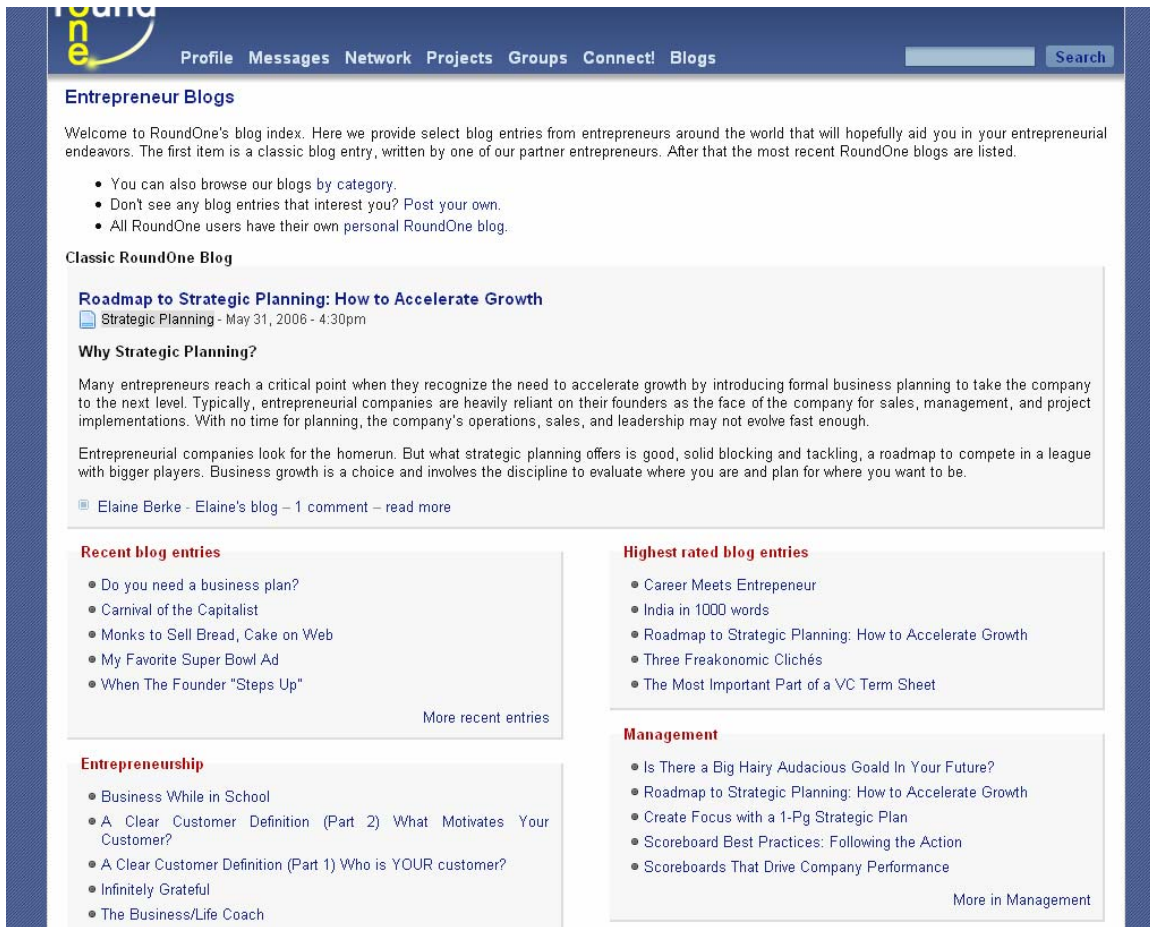 round
one
Profile Messages Network Projects Groups Connect! Blogs
Search
Entrepreneur Blogs
Welcome to RoundOne's blog index. Here we provide select blog entries from entrepreneurs around the world that will hopefully aid you in your entrepreneurial
endeavors. The first item is a classic blog entry, written by one of our partner entrepreneurs. After that the most recent RoundOne blogs are listed.
• You can also browse our blogs by category.
• Don't see any blog entries that interest you? Post your own.
• All RoundOne users have their own personal RoundOne blog.
Classic RoundOne Blog
Roadmap to Strategic Planning: How to Accelerate Growth
Strategic Planning - May 31, 2006 - 4:30pm
Why Strategic Planning?
Many entrepreneurs reach a critical point when they recognize the need to accelerate growth by introducing formal business planning to take the company
to the next level. Typically, entrepreneurial companies are heavily reliant on their founders as the face of the company for sales, management, and project
implementations. With no time for planning, the company's operations, sales, and leadership may not evolve fast enough.
Entrepreneurial companies look for the homerun. But what strategic planning offers is good, solid blocking and tackling, a roadmap to compete in a league
with bigger players. Business growth is a choice and involves the discipline to evaluate where you are and plan for where you want to be.
Elaine Berke - Elaine's blog – 1 comment – read more
Recent blog entries
• Do you need a business plan?
• Carnival of the Capitalist
• Monks to Sell Bread, Cake on Web
• My Favorite Super Bowl Ad
• When The Founder "Steps Up"
More recent entries
Entrepreneurship
• Business While in School
• A Clear Customer Definition (Part 2) What Motivates Your
Customer?
• A Clear Customer Definition (Part 1) Who is YOUR customer?
• Infinitely Grateful
• The Business/Life Coach
Highest rated blog entries
• Career Meets Entrepeneur
• India in 1000 words
• Roadmap to Strategic Planning: How to Accelerate Growth
• Three Freakonomic Clichés
• The Most Important Part of a VC Term Sheet
Management
• Is There a Big Hairy Audacious Goald In Your Future?
• Roadmap to Strategic Planning: How to Accelerate Growth
• Create Focus with a 1-Pg Strategic Plan
• Scoreboard Best Practices: Following the Action
• Scoreboards That Drive Company Performance
More in Management